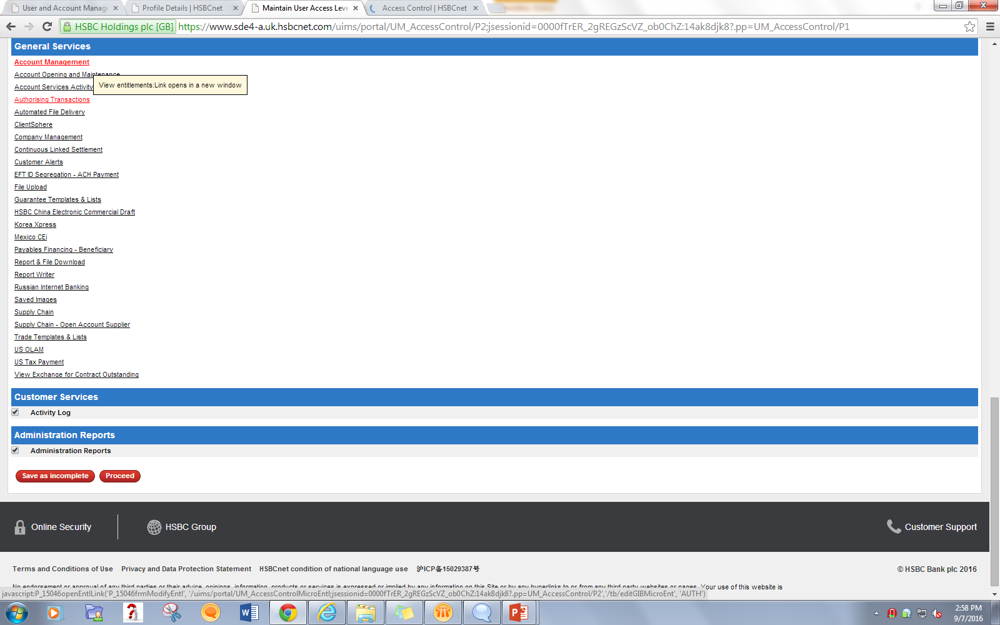 User and Account Manag
Profile Details | HSBCnet
Maintain User Access Leve
Access Control | HSBCnet
HSBC Holdings plc [GB]
https://www.sde4-a.uk.hsbcnet.com/uims/portal/UM_AccessControl/P2;jsessionid=0000fTrER_2gREGzScVZ_ob0ChZ:14ak8djk8?.pp=UM_AccessControl/P1
General Services
Account Management
Account Opening and Maintenance
Account Services Activity
View entitlements:Link opens in a new window
Authorising Transactions
Automated File Delivery
ClientSphere
Company Management
Continuous Linked Settlement
Customer Alerts
EFT ID Segregation - ACH Payment
File Upload
Guarantee Templates & Lists
HSBC China Electronic Commercial Draft
Korea Xpress
Mexico CEi
Payables Financing - Beneficiary
Report & File Download
Report Writer
Russian Internet Banking
Saved Images
Supply Chain
Supply Chain - Open Account Supplier
Trade Templates & Lists
US OLAM
US Tax Payment
View Exchange for Contract Outstanding
Customer Services
Activity Log
Administration Reports
Administration Reports
Save as incomplete
Proceed
Online Security
HSBC Group
Customer Support
Terms and Conditions of Use
Privacy and Data Protection Statement
HSBCnet condition of national language use
沪ICP备15029387号
© HSBC Bank plc 2016
No endorsement or approval of any third parties or their advice, opinions, information, products or services is expressed or implied by any information on this Site or by any hyperlinks to or from any third party websites or pages. Your use of this website is
javascript:P_15046openEntlLink('P_15046frmModifyEntl', '/uims/portal/UM_AccessControlMicroEntl;jsessionid=0000fTrER_2gREGzScVZ_ob0ChZ:14ak8djk8?.pp=UM_AccessControl/P2','/tb/editGIBMicroEnt', 'AUTH')
2:58 PM
9/7/2016